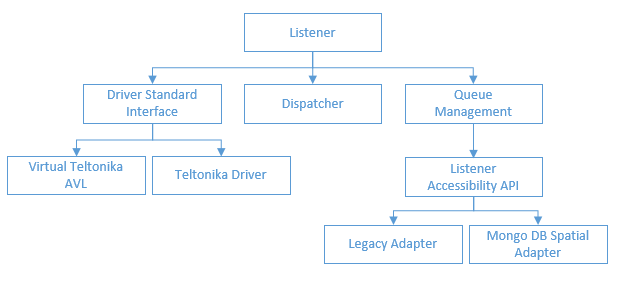 Listener
Driver Standard
Interface
Dispatcher
Queue
Management
Virtual Teltonika
AVL
Teltonika Driver
Listener
Accessibility API
Legacy Adapter
Mongo DB Spatial
Adapter